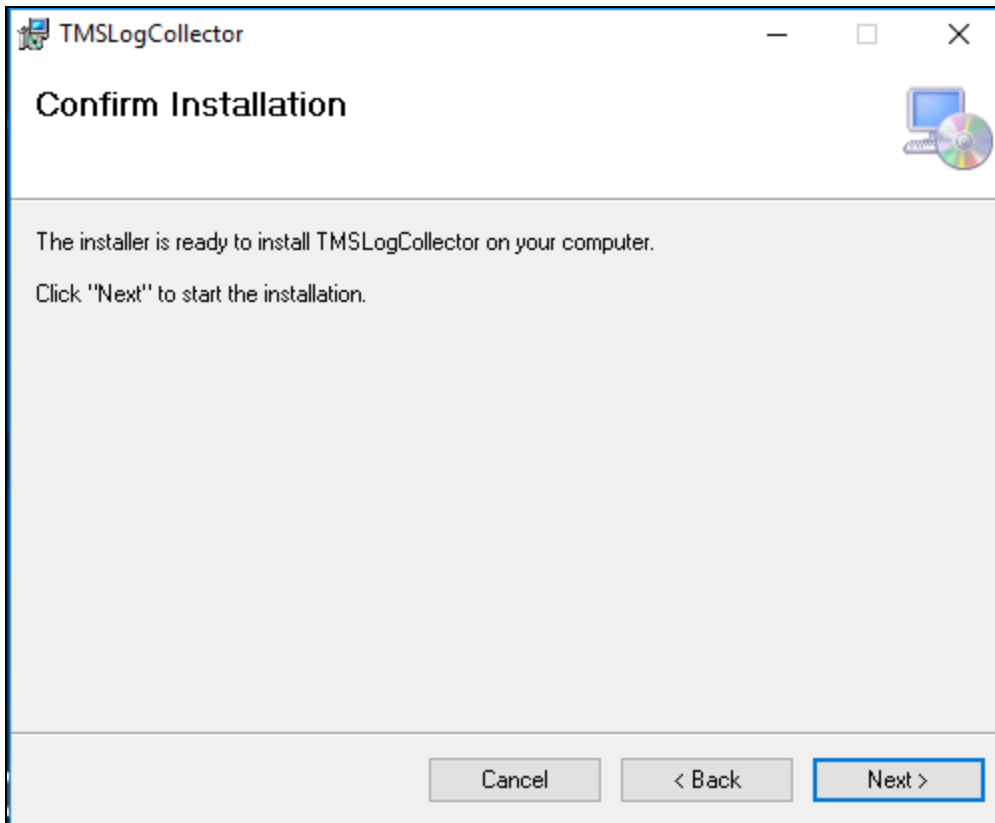 TMSLogCollector
Confirm Installation
The installer is ready to install TMSLogCollector on your computer.
Click "Next" to start the installation.
Cancel
< Back
Next >